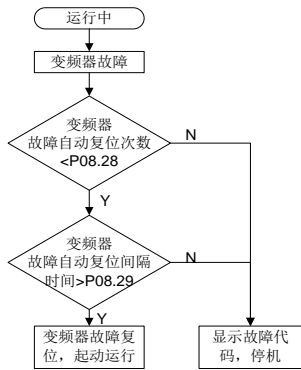 运行中
变频器故障
变频器
故障自动复位次数
<P08.28
N
Y
变频器
故障自动复位间隔
时间>P08.29
N
Y
变频器故障复
位，起动运行
显示故障代
码，停机